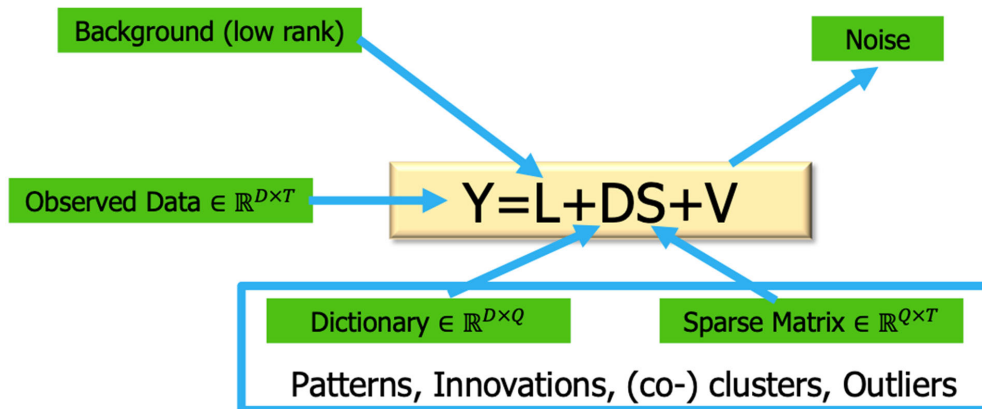 Background (low rank)
Noise
Observed Data ∈ ℝ^{D×T}
Y=L+DS+V
Dictionary ∈ ℝ^{D×Q}
Sparse Matrix ∈ ℝ^{Q×T}
Patterns, Innovations, (co-) clusters, Outliers